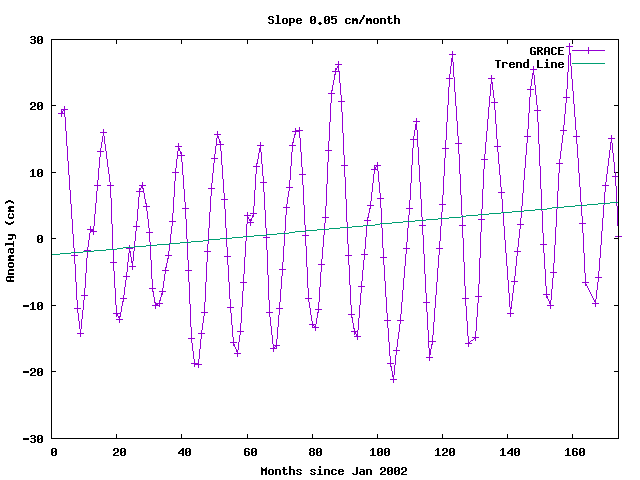 Slope 0.05 cm/month
GRACE
Trend Line
30
20
10
0
-10
-20
-30
Anomaly (cm)
0 20 40 60 80 100 120 140 160
Months since Jan 2002